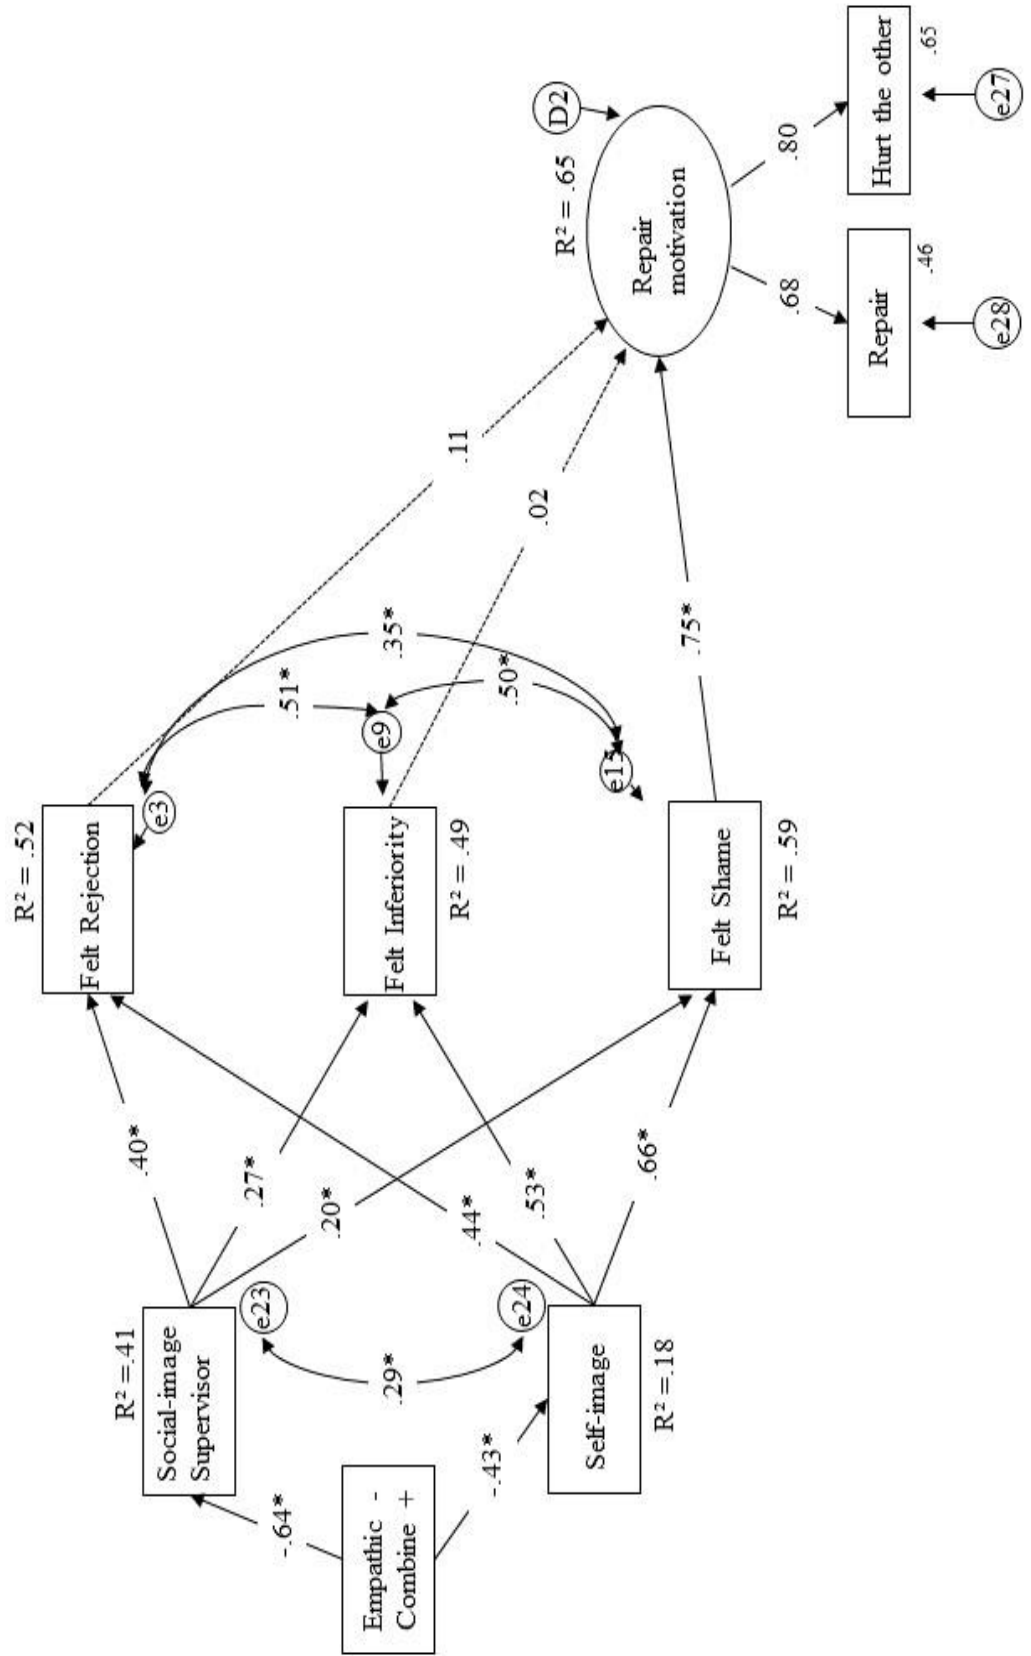 Empathic -
Combine +
-.64*
-.43*
R² =.41
Social-image
Supervisor
e23
.29*
e24
Self-image
R² =.18
.40*
.27*
.20*
.44*
.53*
.66*
R² = .52
Felt Rejection
e3
Felt Inferiority
R² = .49
e9
Felt Shame
R² = .59
e15
.51*
.35*
.50*
.11
.02
.75*
D2
R² = .65
Repair
motivation
.68
.80
Repair
.46
e28
Hurt the other
.65
e27